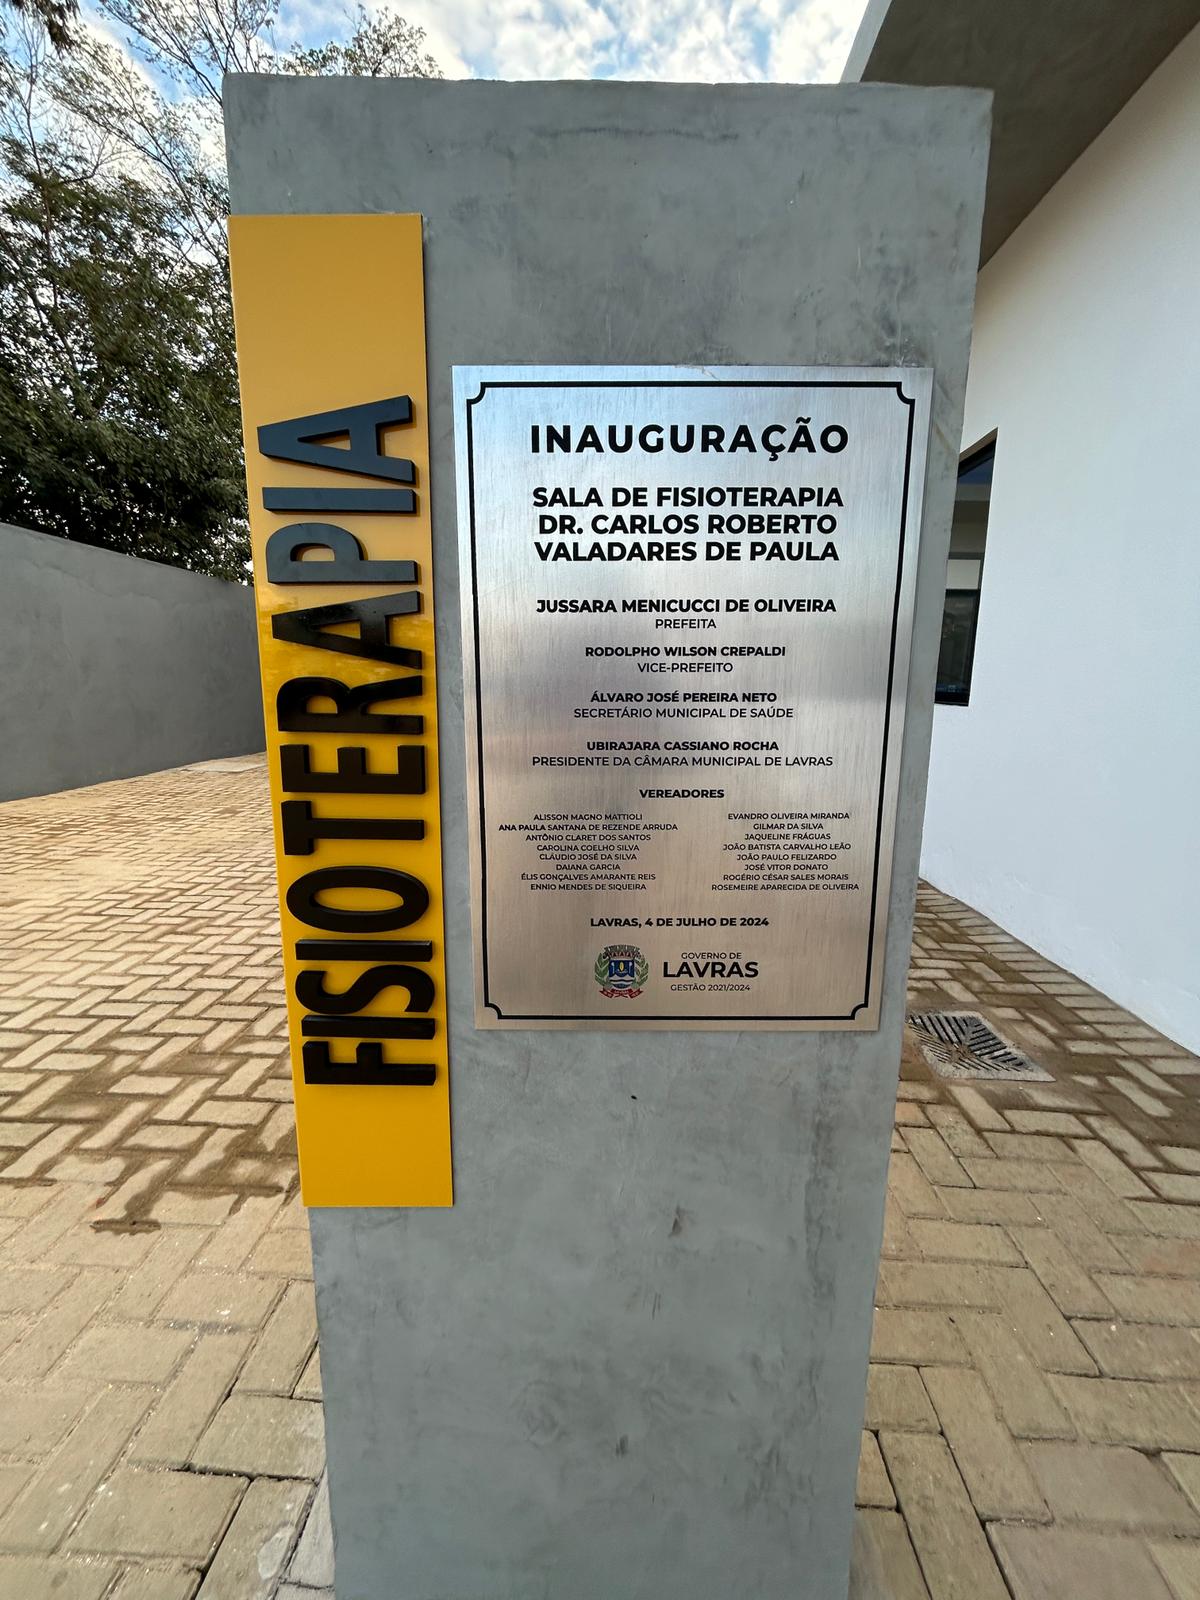 FISIOTERAPIA
INAUGURAÇÃO
SALA DE FISIOTERAPIA
DR. CARLOS ROBERTO
VALADARES DE PAULA
JUSSARA MENICUCCI DE OLIVEIRA
PREFEITA
RODOLPHO WILSON CREPALDI
VICE-PREFEITO
ÁLVARO JOSÉ PEREIRA NETO
SECRETÁRIO MUNICIPAL DE SAÚDE
UBIRAJARA CASSIANO ROCHA
PRESIDENTE DA CÂMARA MUNICIPAL DE LAVRAS
VEREADORES
ALISSON MAGNO MATTIOLI
ANA PAULA SANTANA DE REZENDE ARRUDA
ANTÔNIO CLARET DOS SANTOS
CAROLINA COELHO SILVA
CLÁUDIO JOSÉ DA SILVA
DAIANA GARCIA
ÉLIS GONÇALVES AMARANTE REIS
ENNIO MENDES DE SIQUEIRA
EVANDRO OLIVEIRA MIRANDA
GILMAR DA SILVA
JAQUELINE FRÁGUAS
JOÃO BATISTA CARVALHO LEÃO
JOÃO PAULO FELIZARDO
JOSÉ VITOR DONATO
ROGÉRIO CÉSAR SALES MORAIS
ROSEMEIRE APARECIDA DE OLIVEIRA
LAVRAS, 4 DE JULHO DE 2024
GOVERNO DE
LAVRAS
GESTÃO 2021/2024